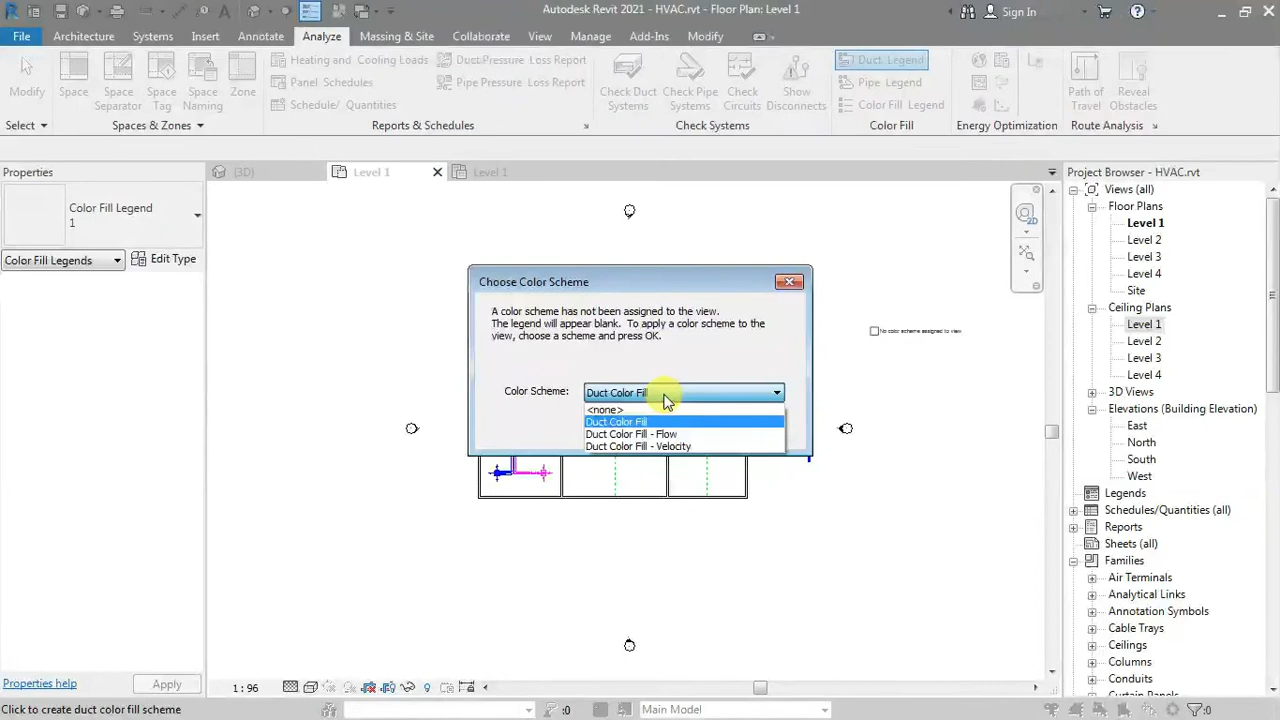 Autodesk Revit 2021 - HVAC.rvt - Floor Plan: Level 1
Sign In
File Architecture Systems Insert Annotate Analyze Massing & Site Collaborate View Manage Add-Ins Modify
Modify
Space
Space Separator
Space Tag
Space Naming
Zone
Heating and Cooling Loads
Panel Schedules
Schedule/ Quantities
Duct Pressure Loss Report
Pipe Pressure Loss Report
Check Duct Systems
Check Pipe Systems
Check Circuits
Show Disconnects
Duct Legend
Pipe Legend
Color Fill Legend
Path of Travel
Reveal Obstacles
Select
Spaces & Zones
Reports & Schedules
Check Systems
Color Fill
Energy Optimization
Route Analysis
Properties
Color Fill Legend
1
Color Fill Legends
Edit Type
Properties help
Apply
(3D)
Level 1
Level 1
2D
Choose Color Scheme
A color scheme has not been assigned to the view.
The legend will appear blank. To apply a color scheme to the
view, choose a scheme and press OK.
Color Scheme:
Duct Color Fill
<none>
Duct Color Fill
Duct Color Fill - Flow
Duct Color Fill - Velocity
No color scheme assigned to view
Project Browser - HVAC.rvt
Views (all)
Floor Plans
Level 1
Level 2
Level 3
Level 4
Site
Ceiling Plans
Level 1
Level 2
Level 3
Level 4
3D Views
Elevations (Building Elevation)
East
North
South
West
Legends
Schedules/Quantities (all)
Reports
Sheets (all)
Families
Air Terminals
Analytical Links
Annotation Symbols
Cable Trays
Ceilings
Columns
Conduits
Curtain Panels
1 : 96
Click to create duct color fill scheme
:0
Main Model
:0